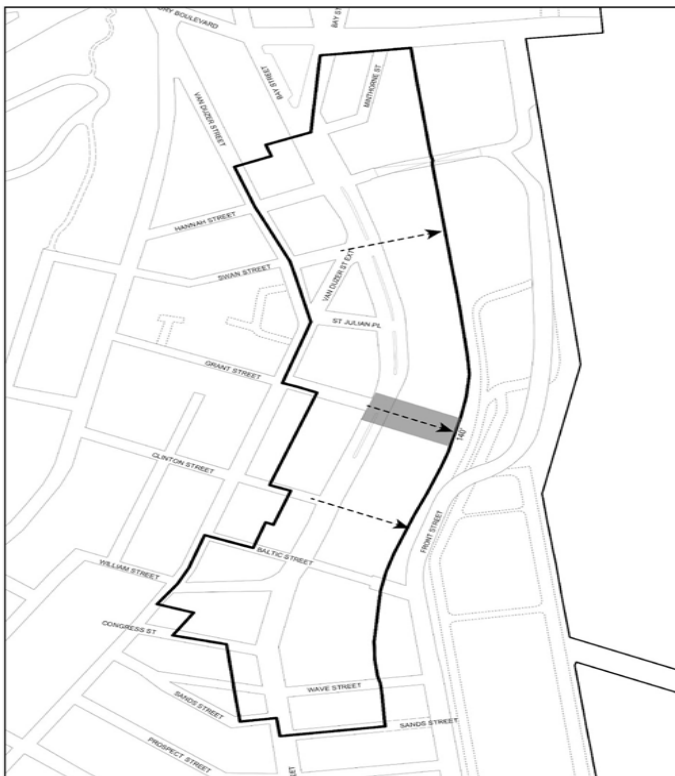 BAY ST
BAY STREET
MINTHORNE ST
VAN DUZER STREET
HANNAH STREET
SWAN STREET
VAN DUZER ST EXT
ST JULIAN PL
GRANT STREET
140'
CLINTON STREET
FRONT STREET
BALTIC STREET
WILLIAM STREET
CONGRESS ST
WAVE STREET
SANDS STREET
SANDS STREET
PROSPECT STREET